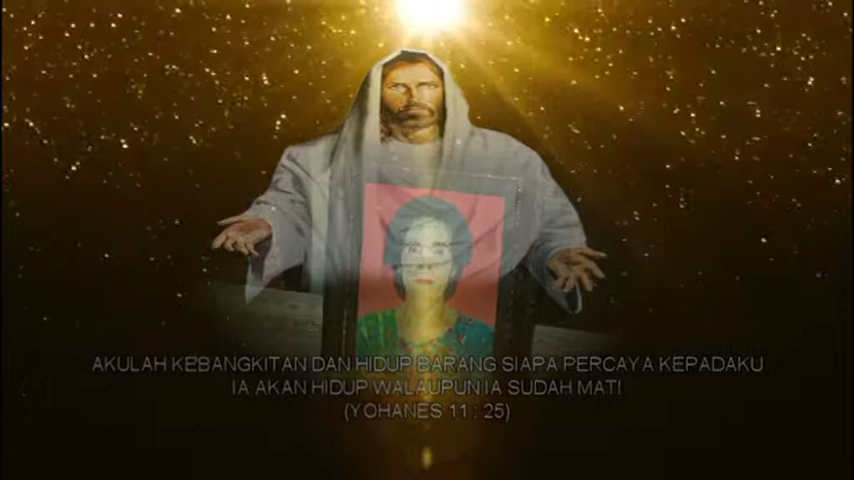 AKULAH KEBANGKITAN DAN HIDUP BARANG SIAPA PERCAYA KEPADAKU
IA AKAN HIDUP WALAUPUN IA SUDAH MATI
(YOHANES 11 : 25)